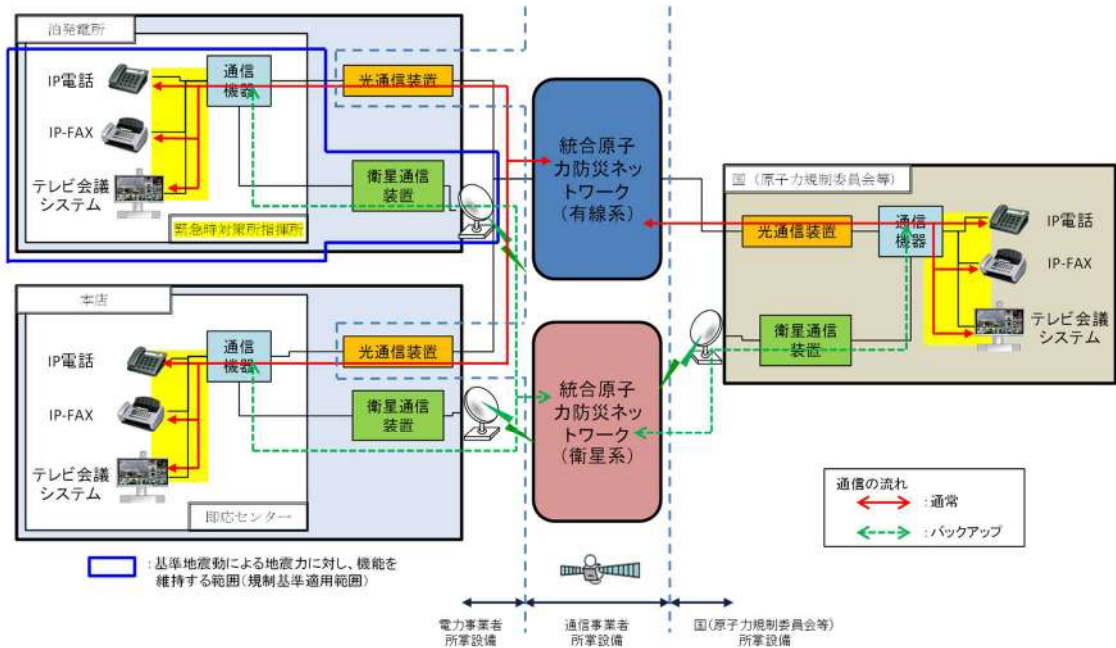 泊発電所
IP電話
通信
機器
光通信装置
IP-FAX
テレビ会議
システム
衛星通信
装置
緊急時対策所指揮所
本店
IP電話
通信
機器
光通信装置
IP-FAX
衛星通信
装置
テレビ会議
システム
即応センター
統合原子
力防災ネッ
トワーク
(有線系)
統合原子
力防災ネッ
トワーク
(衛星系)
国(原子力規制委員会等)
光通信装置
通信
機器
IP電話
IP-FAX
衛星通信
装置
テレビ会議
システム
通信の流れ
:通常
:バックアップ
:基準地震動による地震力に対し、機能を
維持する範囲(規制基準適用範囲)
電力事業者
所掌設備
通信事業者
所掌設備
国(原子力規制委員会等)
所掌設備